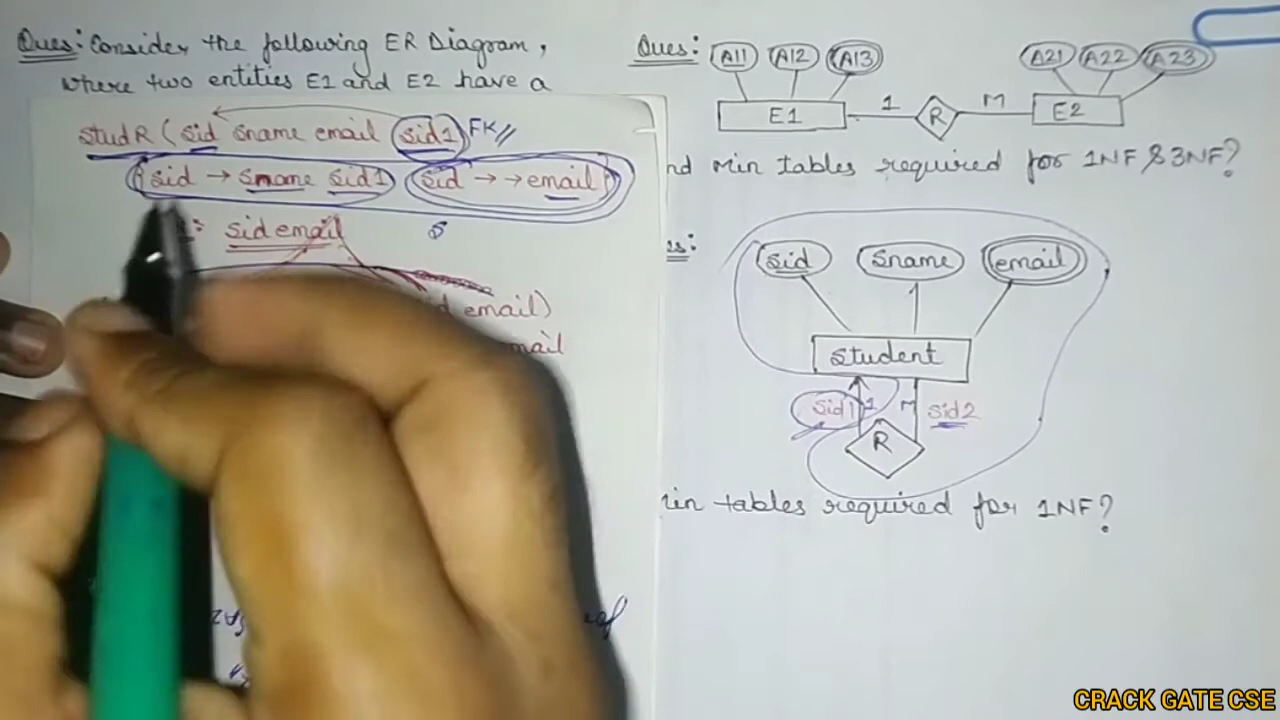 Ques: Consider the following ER Diagram,
where two entities E1 and E2 have a
studR ( sid sname email sid1 FK
sid → sname sid1 sid →→ email
: sid email
email)
Ques: A11 A12 A13 A21 A22 A23
E1 1 R M E2
nd Min tables required for 1NF & 3NF?
es:
sid sname email
Student
sid1 1 M sid2
R
in tables required for 1NF?
of
CRACK GATE CSE